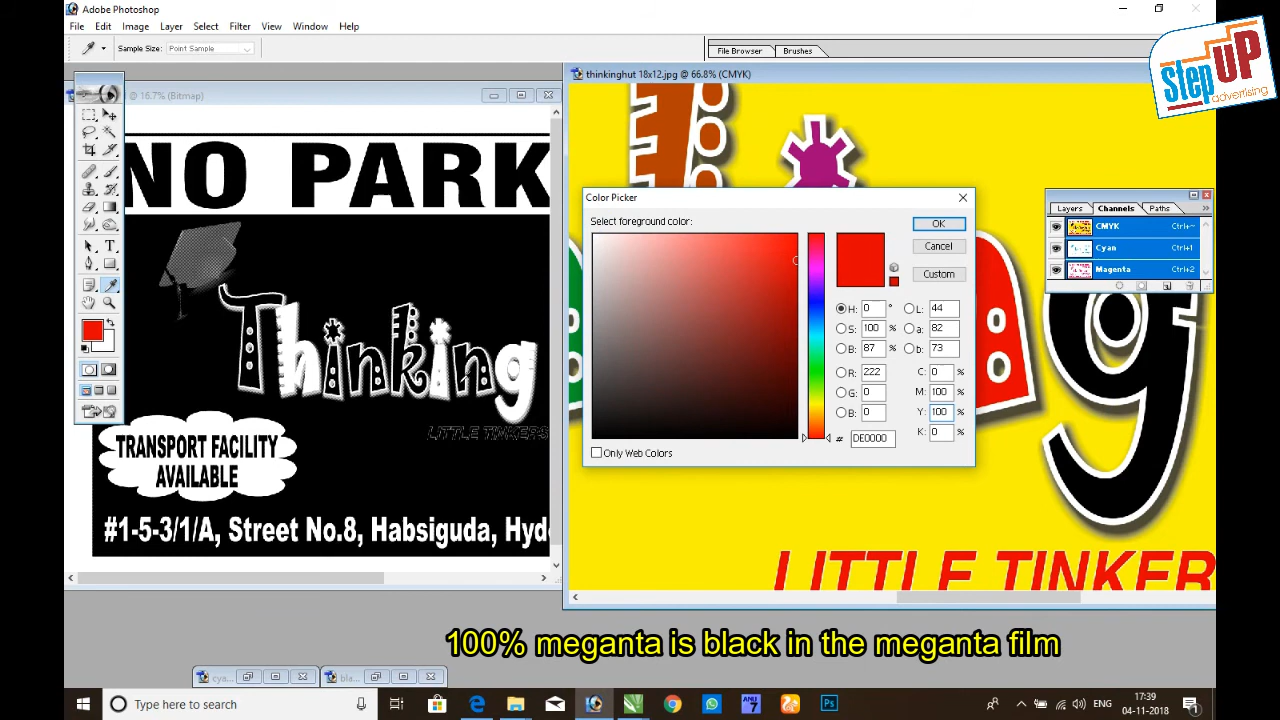 Adobe Photoshop
File Edit Image Layer Select Filter View Window Help
Sample Size: Point Sample
File Browser Brushes
StepUP
advertising
@ 16.7% (Bitmap)
thinkinghut 18x12.jpg @ 66.8% (CMYK)
NO PARK
Thinking
LITTLE TINKERS
TRANSPORT FACILITY
AVAILABLE
#1-5-3/1/A, Street No.8, Habsiguda, Hyde
Color Picker
Select foreground color:
OK
Cancel
Custom
H: 0 ° L: 44
S: 100 % a: 82
B: 87 % b: 73
R: 222 C: 0 %
G: 0 M: 100 %
B: 0 Y: 100 %
# DE0000 K: 0 %
Only Web Colors
Layers Channels Paths
CMYK Ctrl+~
Cyan Ctrl+1
Magenta Ctrl+2
g
LITTLE TINKERS
100% meganta is black in the meganta film
cya... bla...
Type here to search
ENG
17:39
04-11-2018